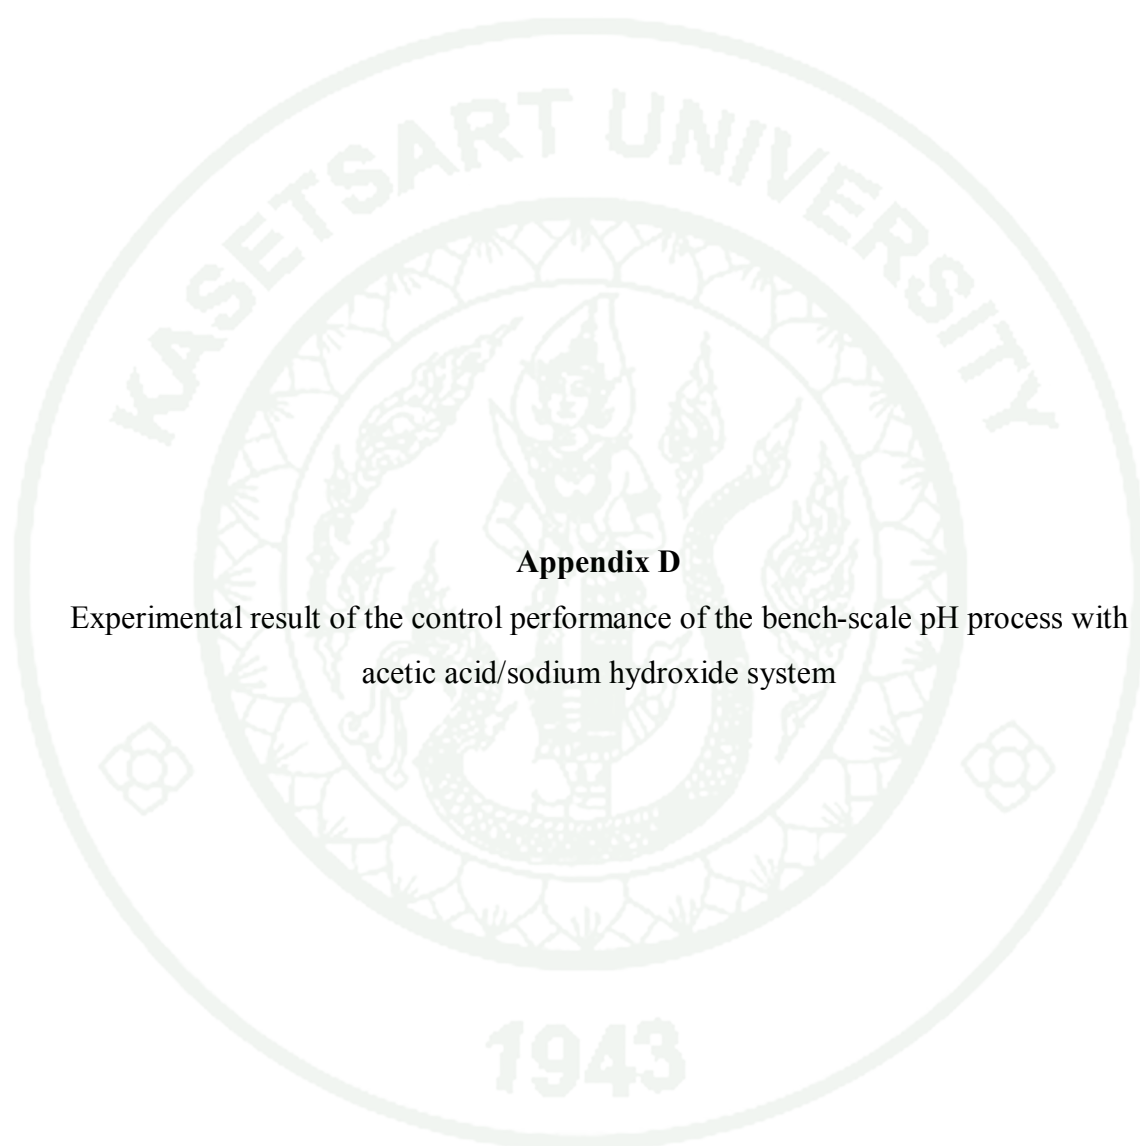 KASETSART UNIVERSITY
Appendix D
Experimental result of the control performance of the bench-scale pH process with
acetic acid/sodium hydroxide system
1943